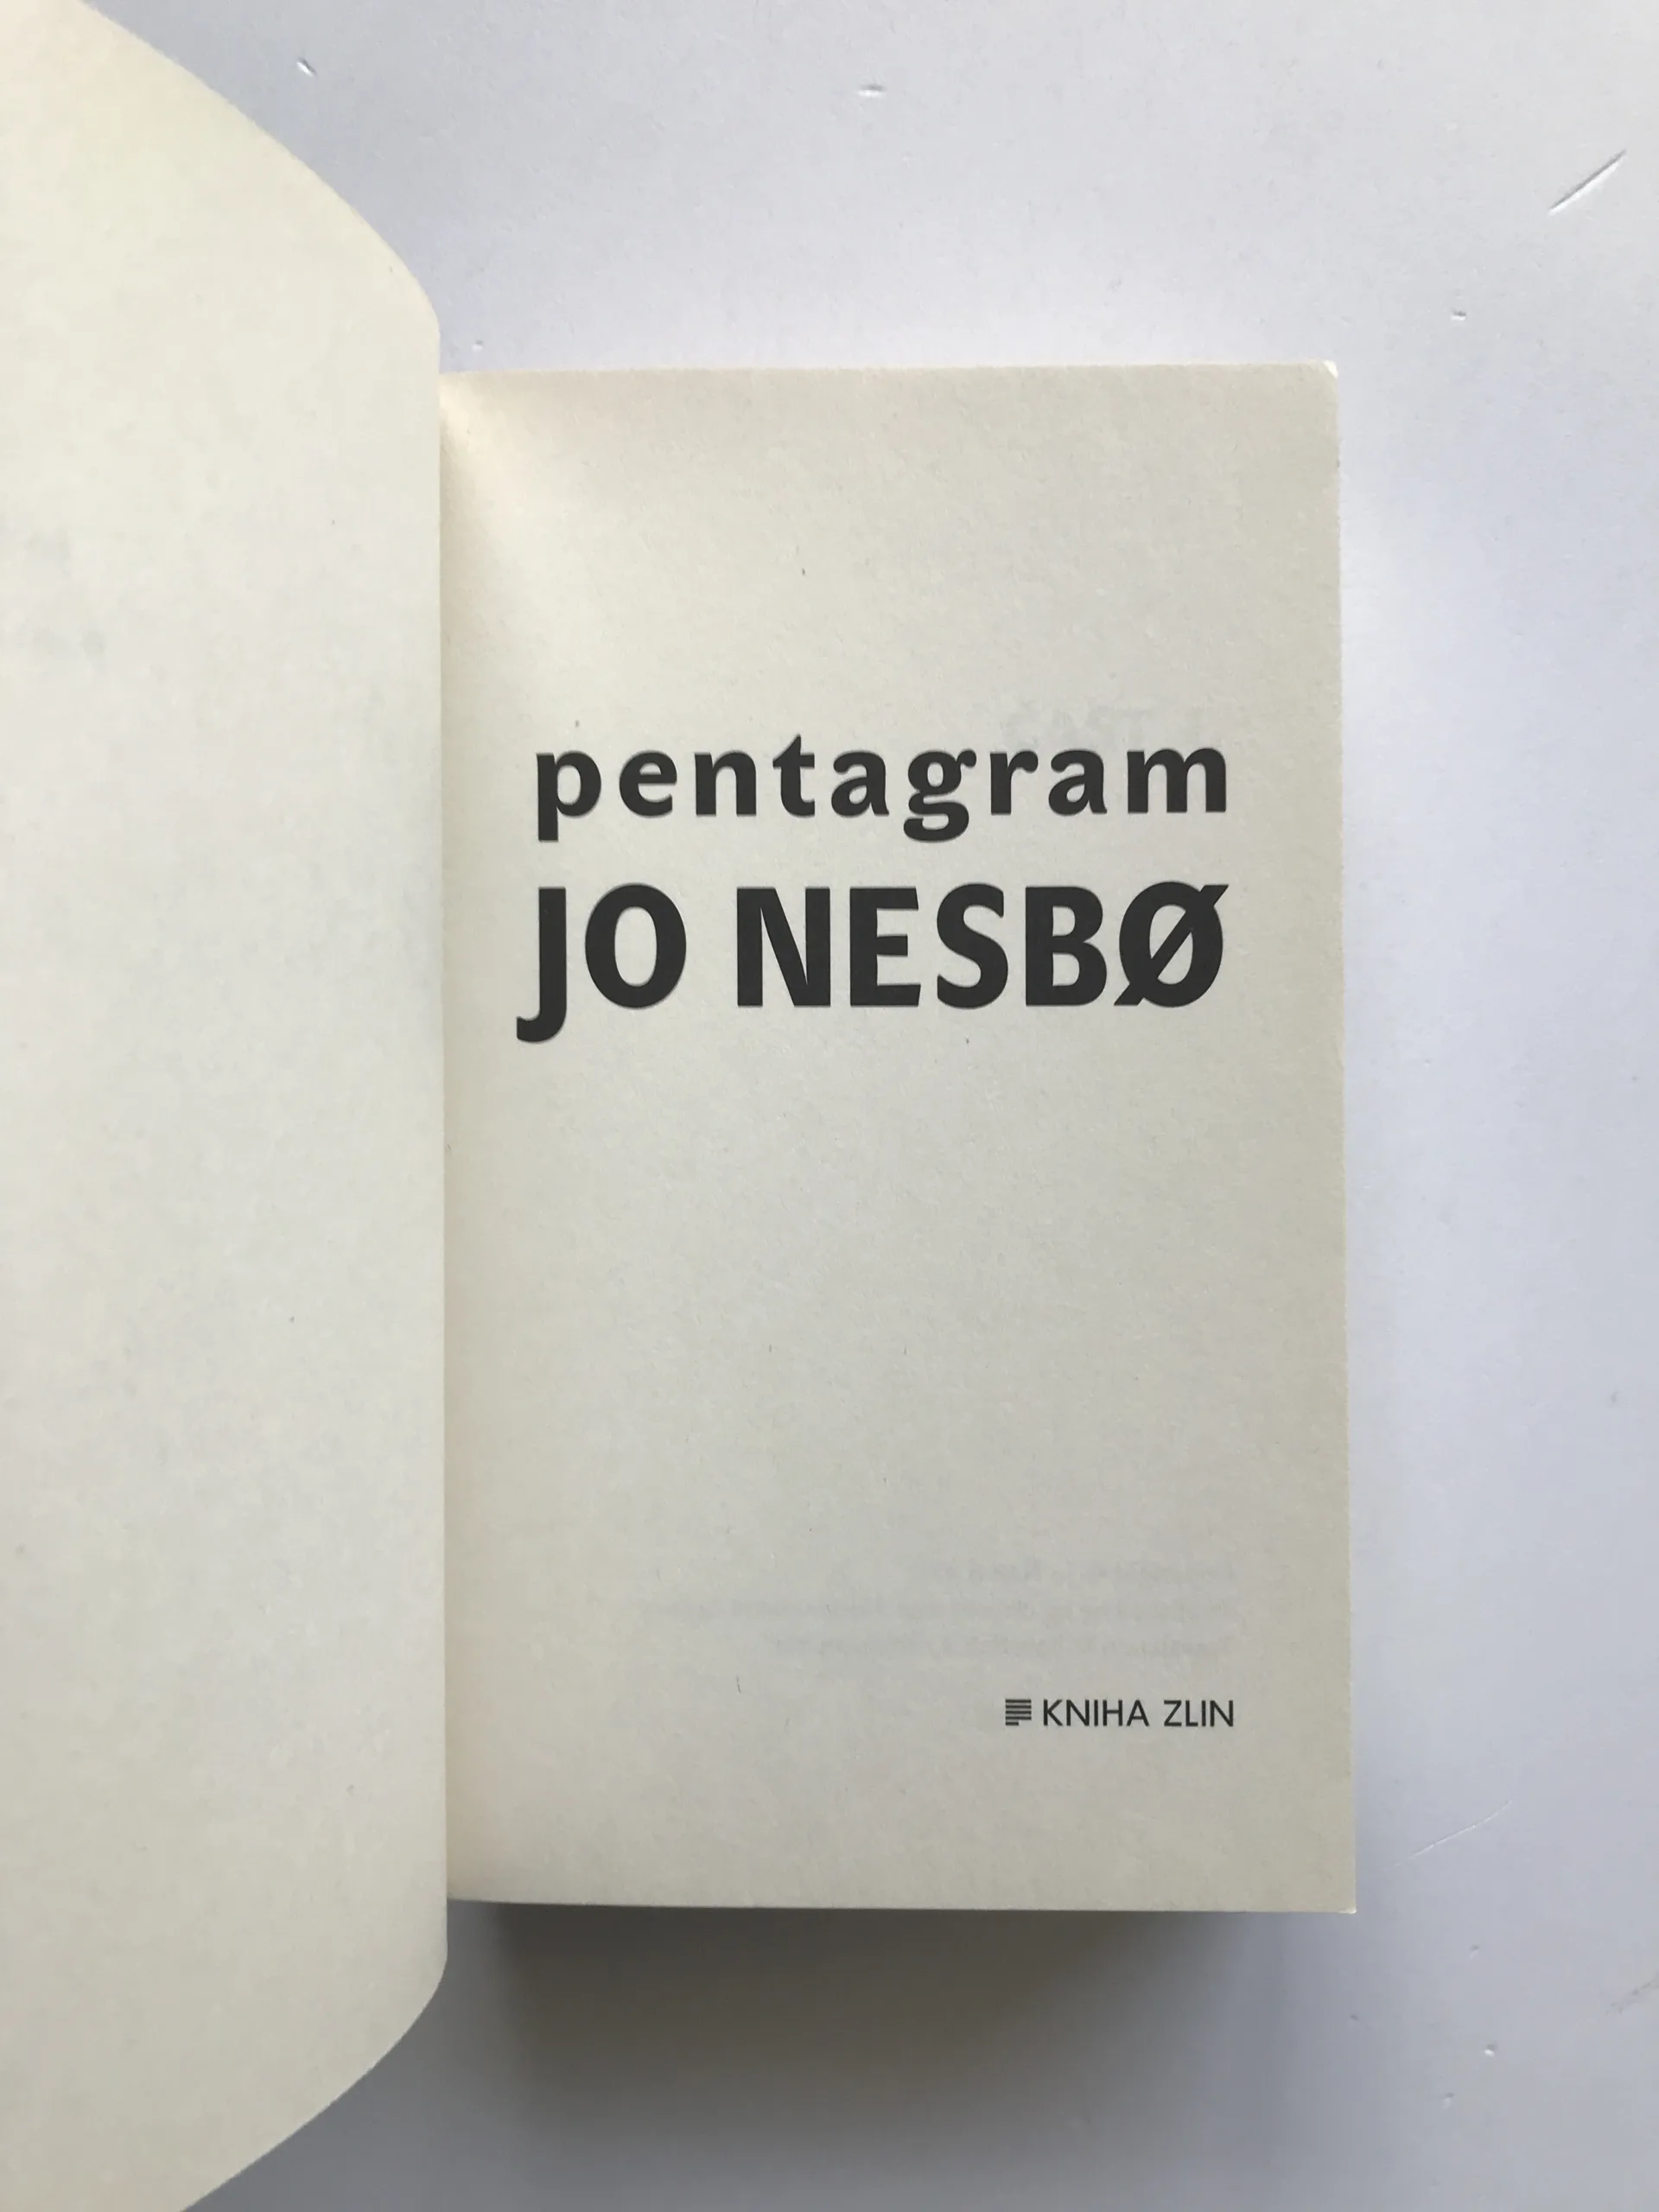 pentagram
JO NESBØ
KNIHA ZLIN